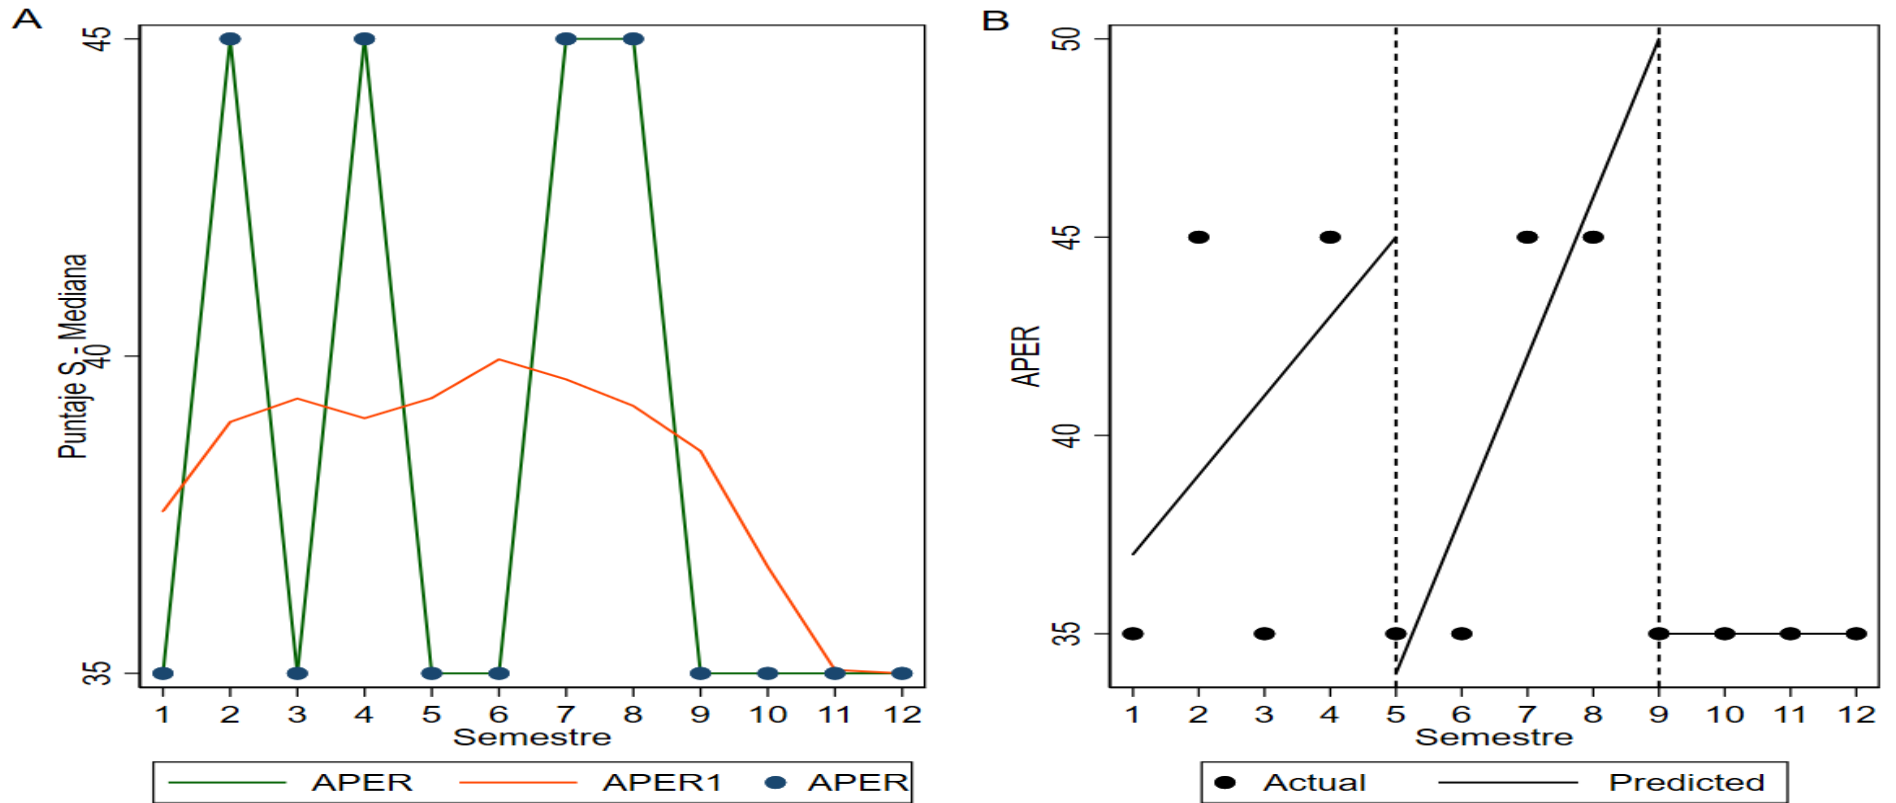 A
Puntaje S - Mediana
45
40
35
1 2 3 4 5 6 7 8 9 10 11 12
Semestre
APER APER1 APER
B
APER
50
45
40
35
1 2 3 4 5 6 7 8 9 10 11 12
Semestre
Actual Predicted